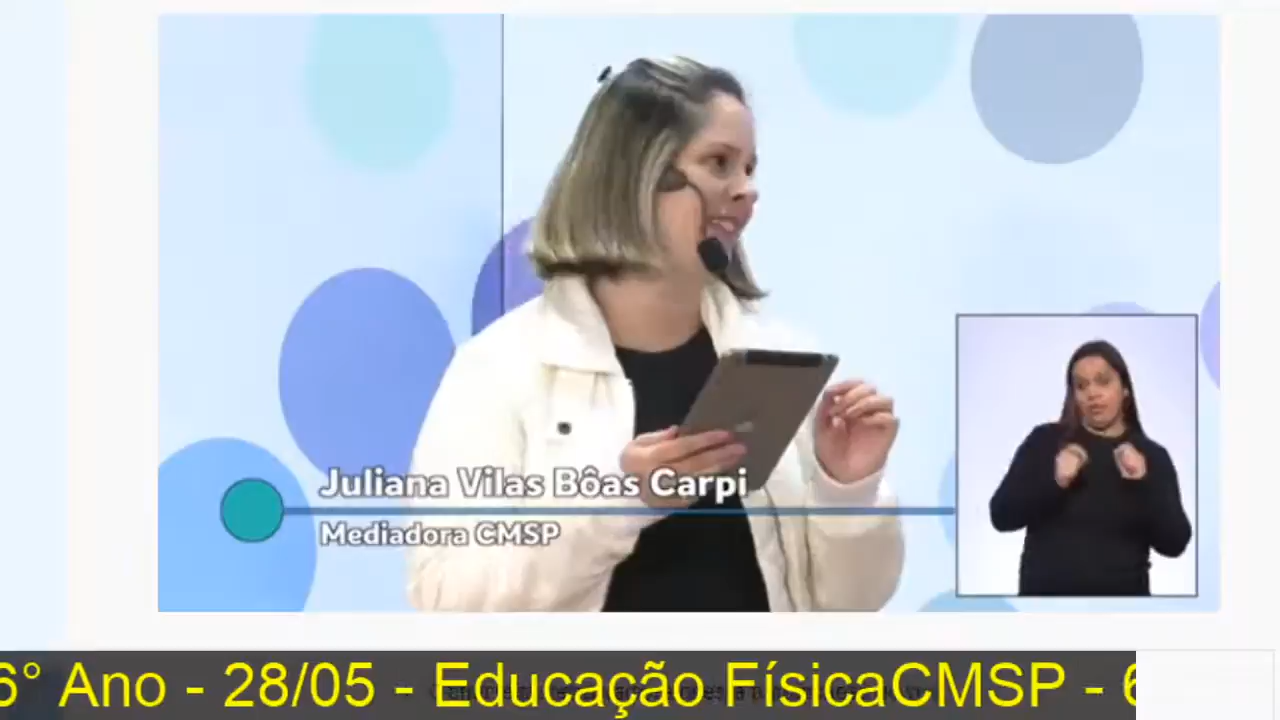 Juliana Vilas Bôas Carpi
Mediadora CMSP
6° Ano - 28/05 - Educação FísicaCMSP - 6